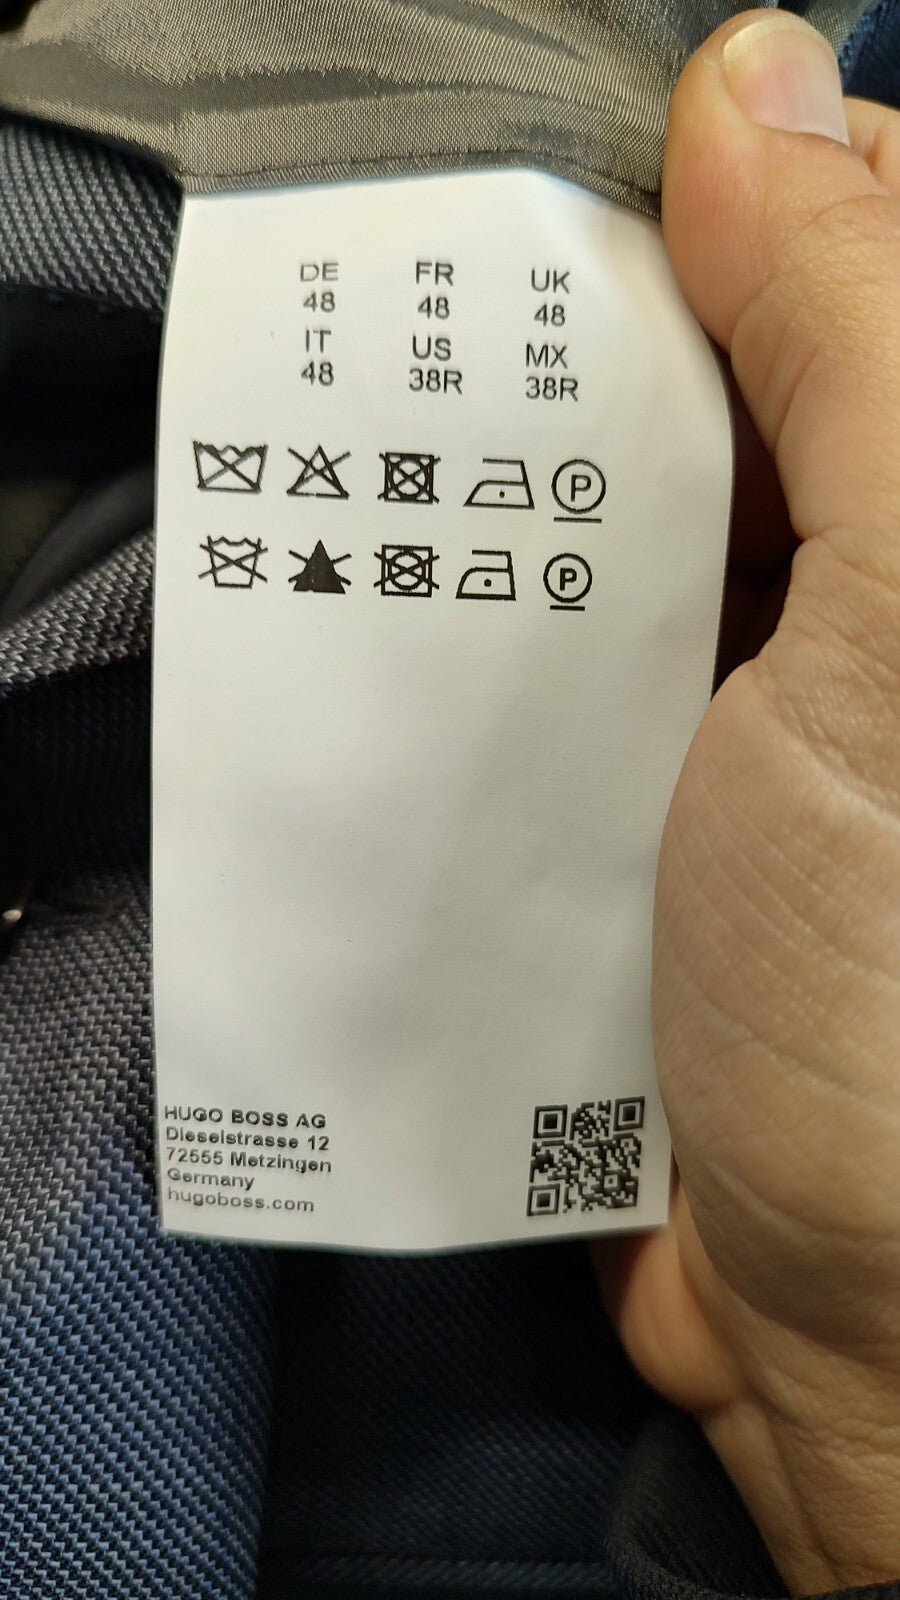 DE FR UK
48 48 48
IT US MX
48 38R 38R
P
P
HUGO BOSS AG
Dieselstrasse 12
72555 Metzingen
Germany
hugoboss.com